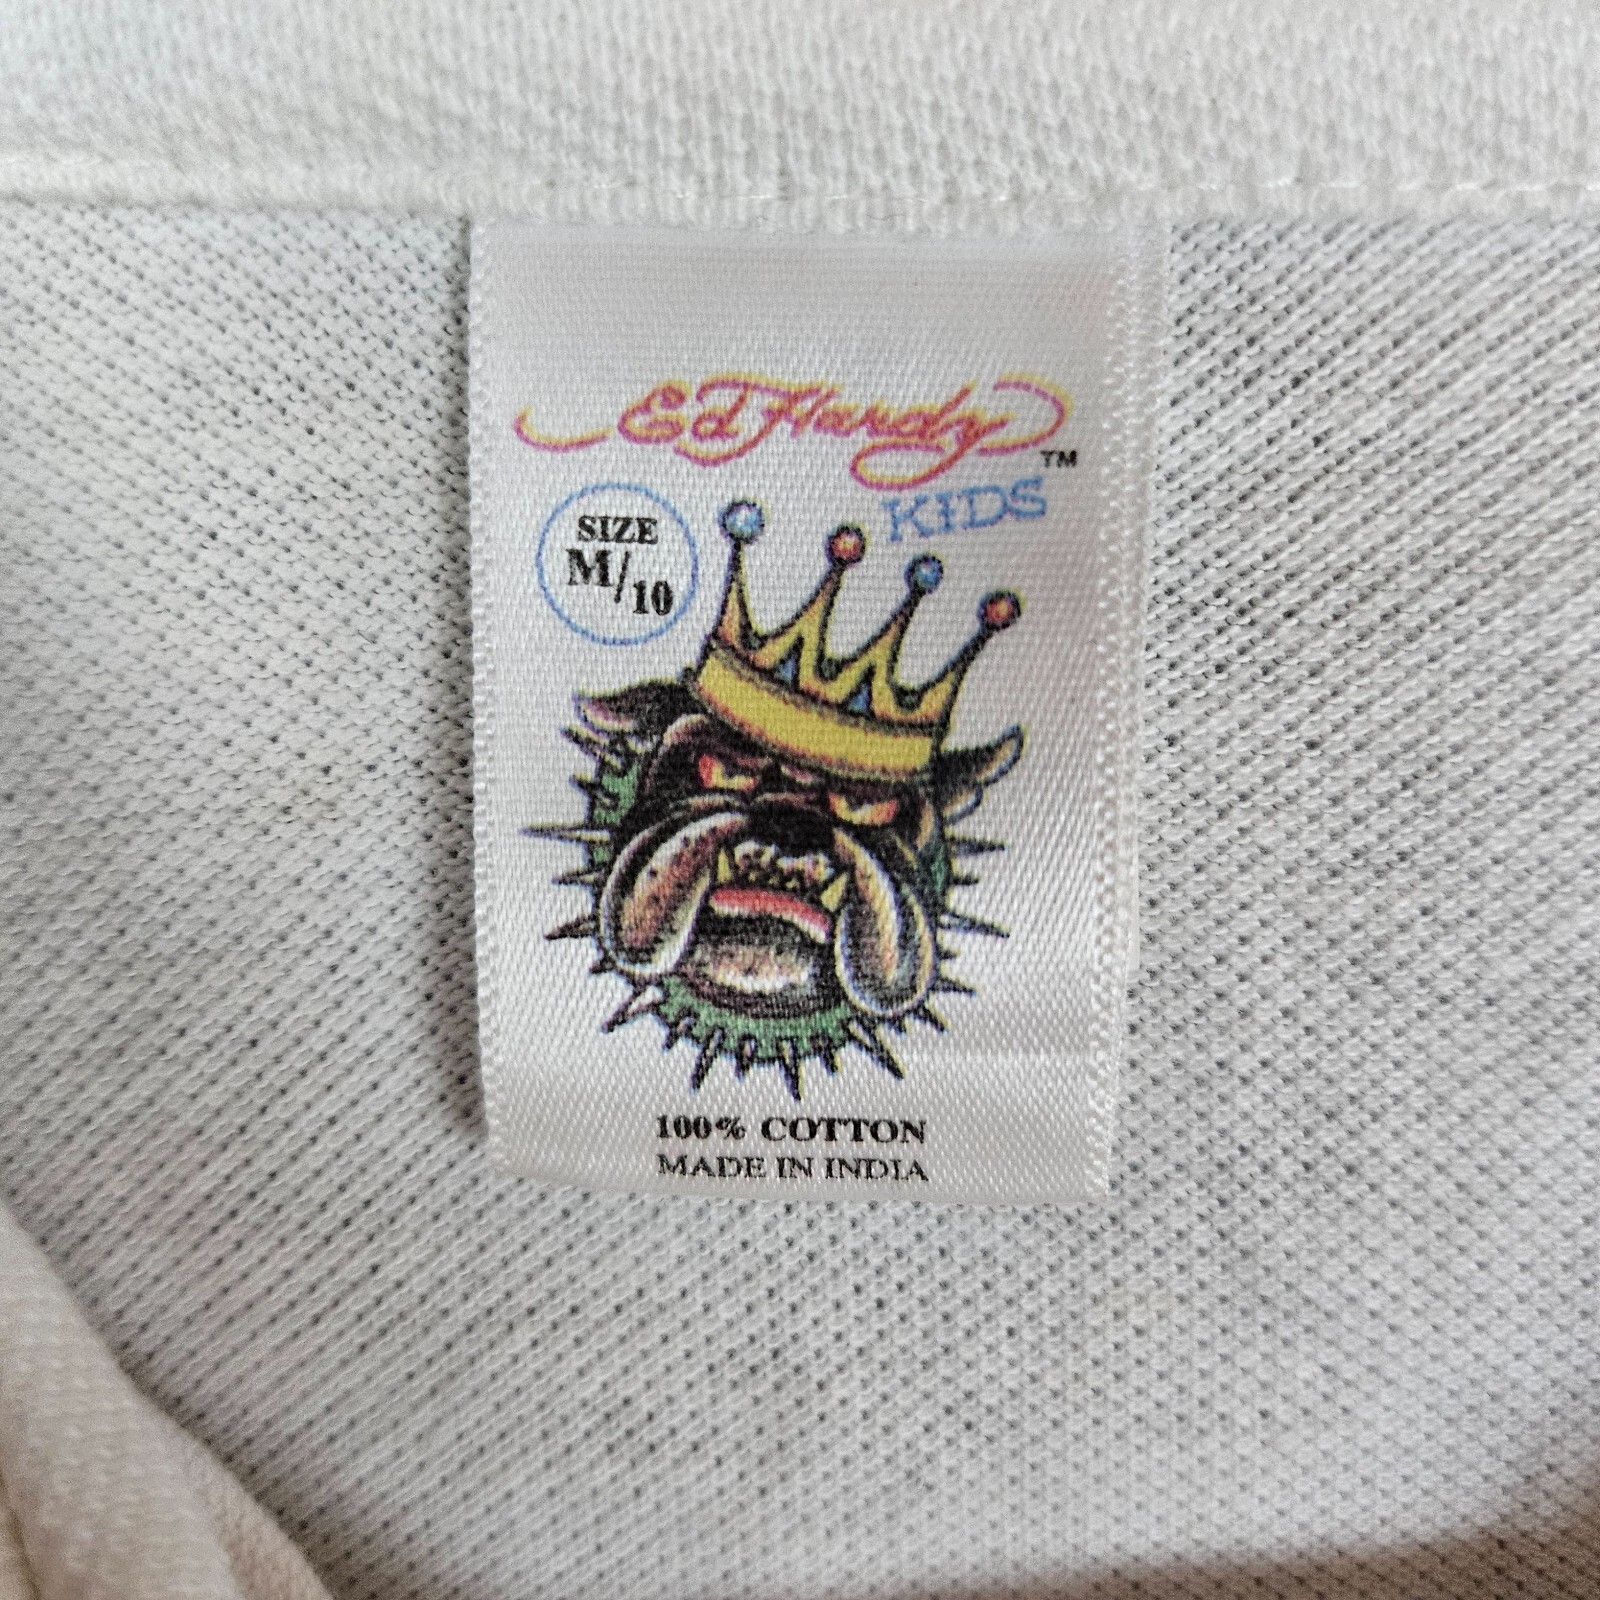 Ed Hardy
TM
KIDS
SIZE
M/10
100% COTTON
MADE IN INDIA